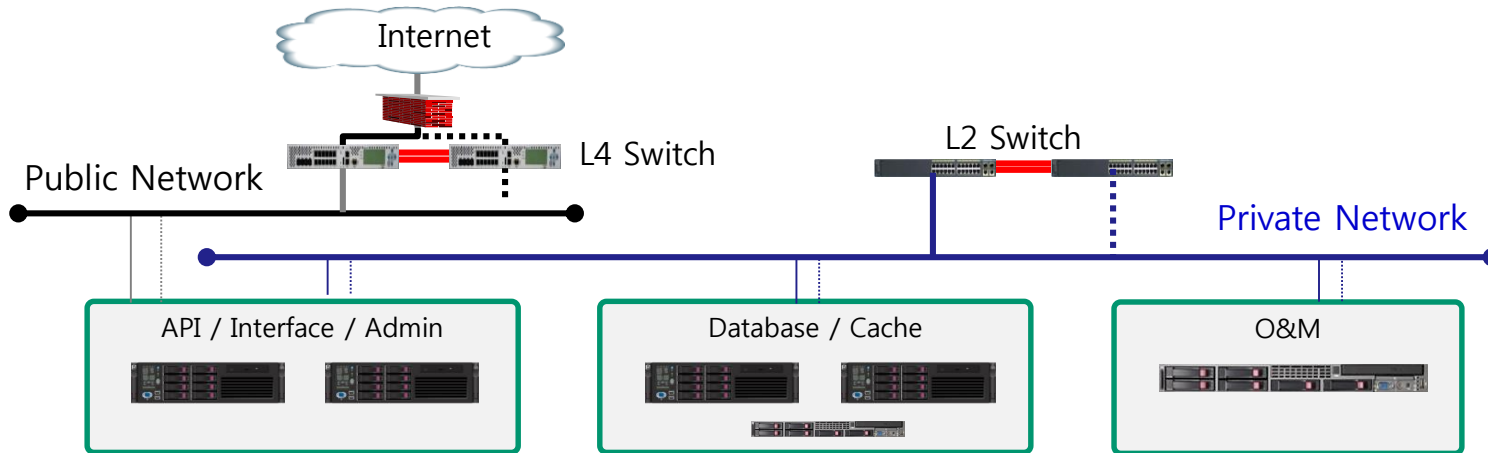 Internet
L4 Switch
L2 Switch
Public Network
Private Network
API / Interface / Admin
Database / Cache
O&M